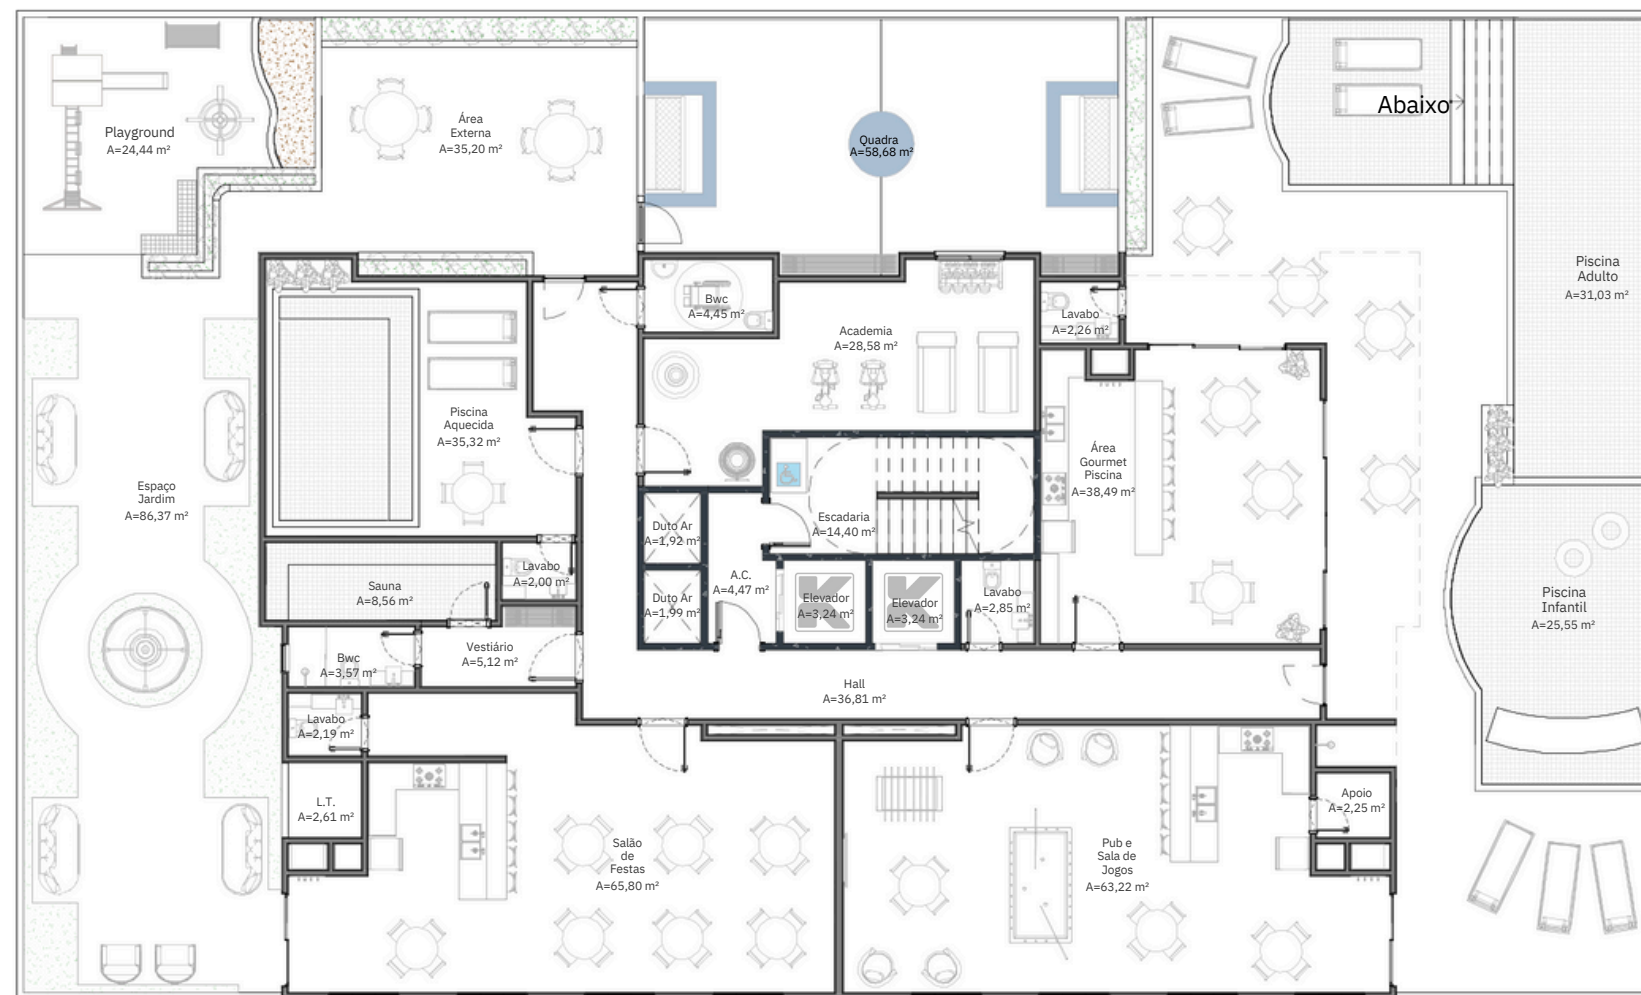 Playground
A=24,44 m²
Área
Externa
A=35,20 m²
Quadra
A=58,68 m²
Abaixo
Piscina
Adulto
A=31,03 m²
Bwc
A=4,45 m²
Academia
A=28,58 m²
Lavabo
A=2,26 m²
Piscina
Aquecida
A=35,32 m²
Área
Gourmet
Piscina
A=38,49 m²
Espaço
Jardim
A=86,37 m²
Duto Ar
A=1,92 m²
Escadaria
A=14,40 m²
Sauna
A=8,56 m²
Lavabo
A=2,00 m²
Duto Ar
A=1,99 m²
A.C.
A=4,47 m²
Elevador
A=3,24 m²
Elevador
A=3,24 m²
Lavabo
A=2,85 m²
Piscina
Infantil
A=25,55 m²
Bwc
A=3,57 m²
Vestiário
A=5,12 m²
Hall
A=36,81 m²
Lavabo
A=2,19 m²
L.T.
A=2,61 m²
Salão
de
Festas
A=65,80 m²
Pub e
Sala de
Jogos
A=63,22 m²
Apoio
A=2,25 m²